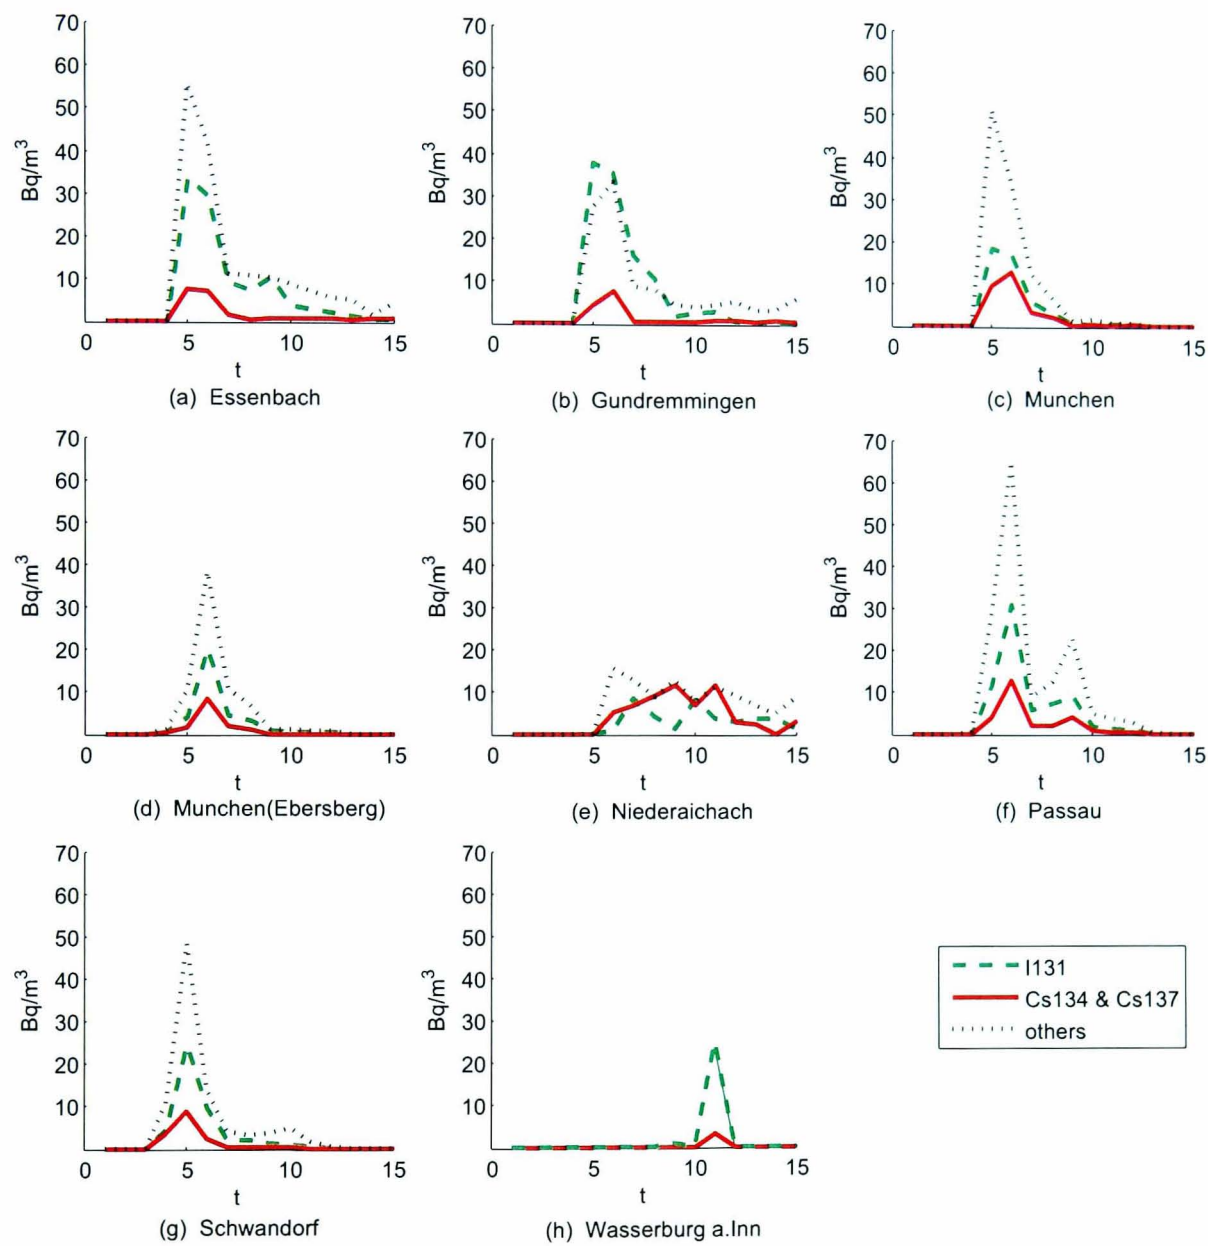 70
60
50
40
30
20
10
Bq/m³
0 5 10 15
t
(a) Essenbach
70
60
50
40
30
20
10
Bq/m³
0 5 10 15
t
(b) Gundremmingen
70
60
50
40
30
20
10
Bq/m³
0 5 10 15
t
(c) Munchen
70
60
50
40
30
20
10
Bq/m³
0 5 10 15
t
(d) Munchen(Ebersberg)
70
60
50
40
30
20
10
Bq/m³
0 5 10 15
t
(e) Niederaichach
70
60
50
40
30
20
10
Bq/m³
0 5 10 15
t
(f) Passau
70
60
50
40
30
20
10
Bq/m³
0 5 10 15
t
(g) Schwandorf
70
60
50
40
30
20
10
Bq/m³
0 5 10 15
t
(h) Wasserburg a.Inn
I131
Cs134 & Cs137
others